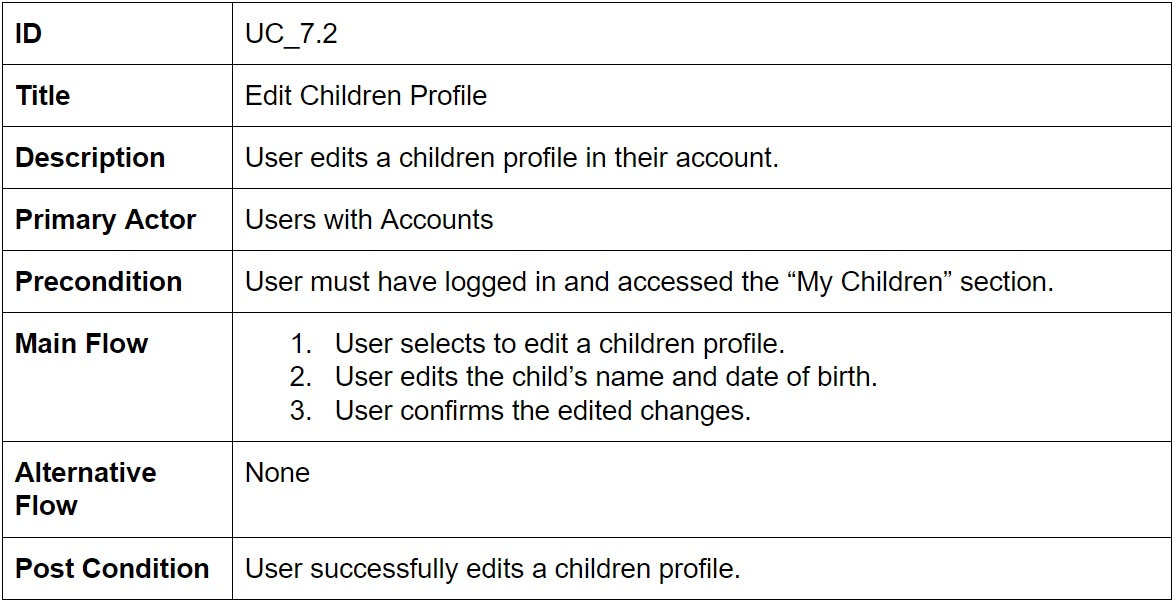 ID UC_7.2
Title Edit Children Profile
Description User edits a children profile in their account.
Primary Actor Users with Accounts
Precondition User must have logged in and accessed the “My Children” section.
Main Flow 1. User selects to edit a children profile.
2. User edits the child’s name and date of birth.
3. User confirms the edited changes.
Alternative None
Flow
Post Condition User successfully edits a children profile.